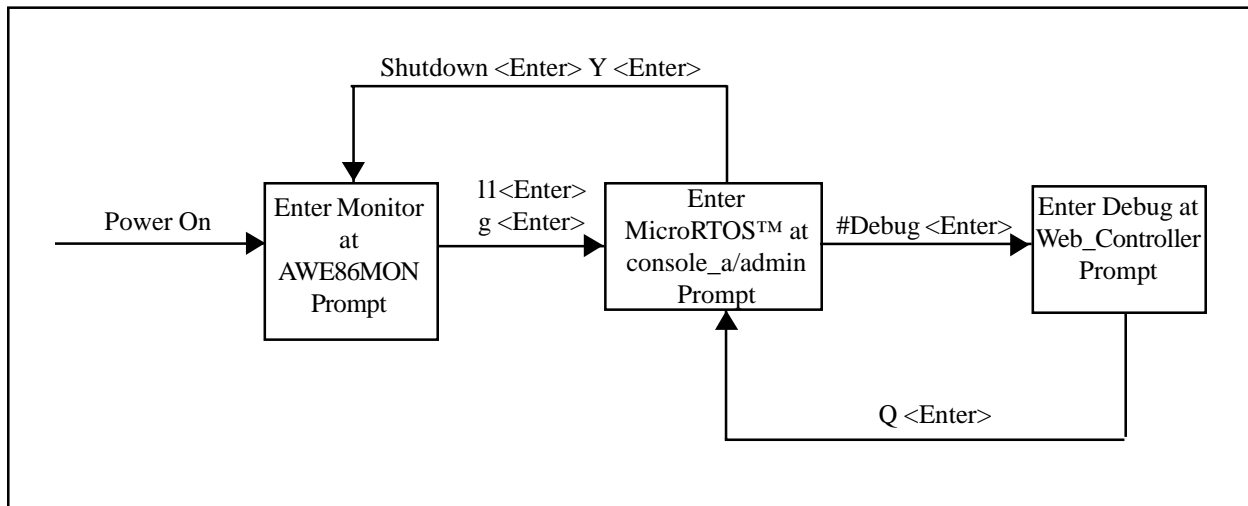 Shutdown <Enter> Y <Enter>
Power On
Enter Monitor
at
AWE86MON
Prompt
l1<Enter>
g <Enter>
Enter
MicroRTOS™ at
console_a/admin
Prompt
#Debug <Enter>
Enter Debug at
Web_Controller
Prompt
Q <Enter>